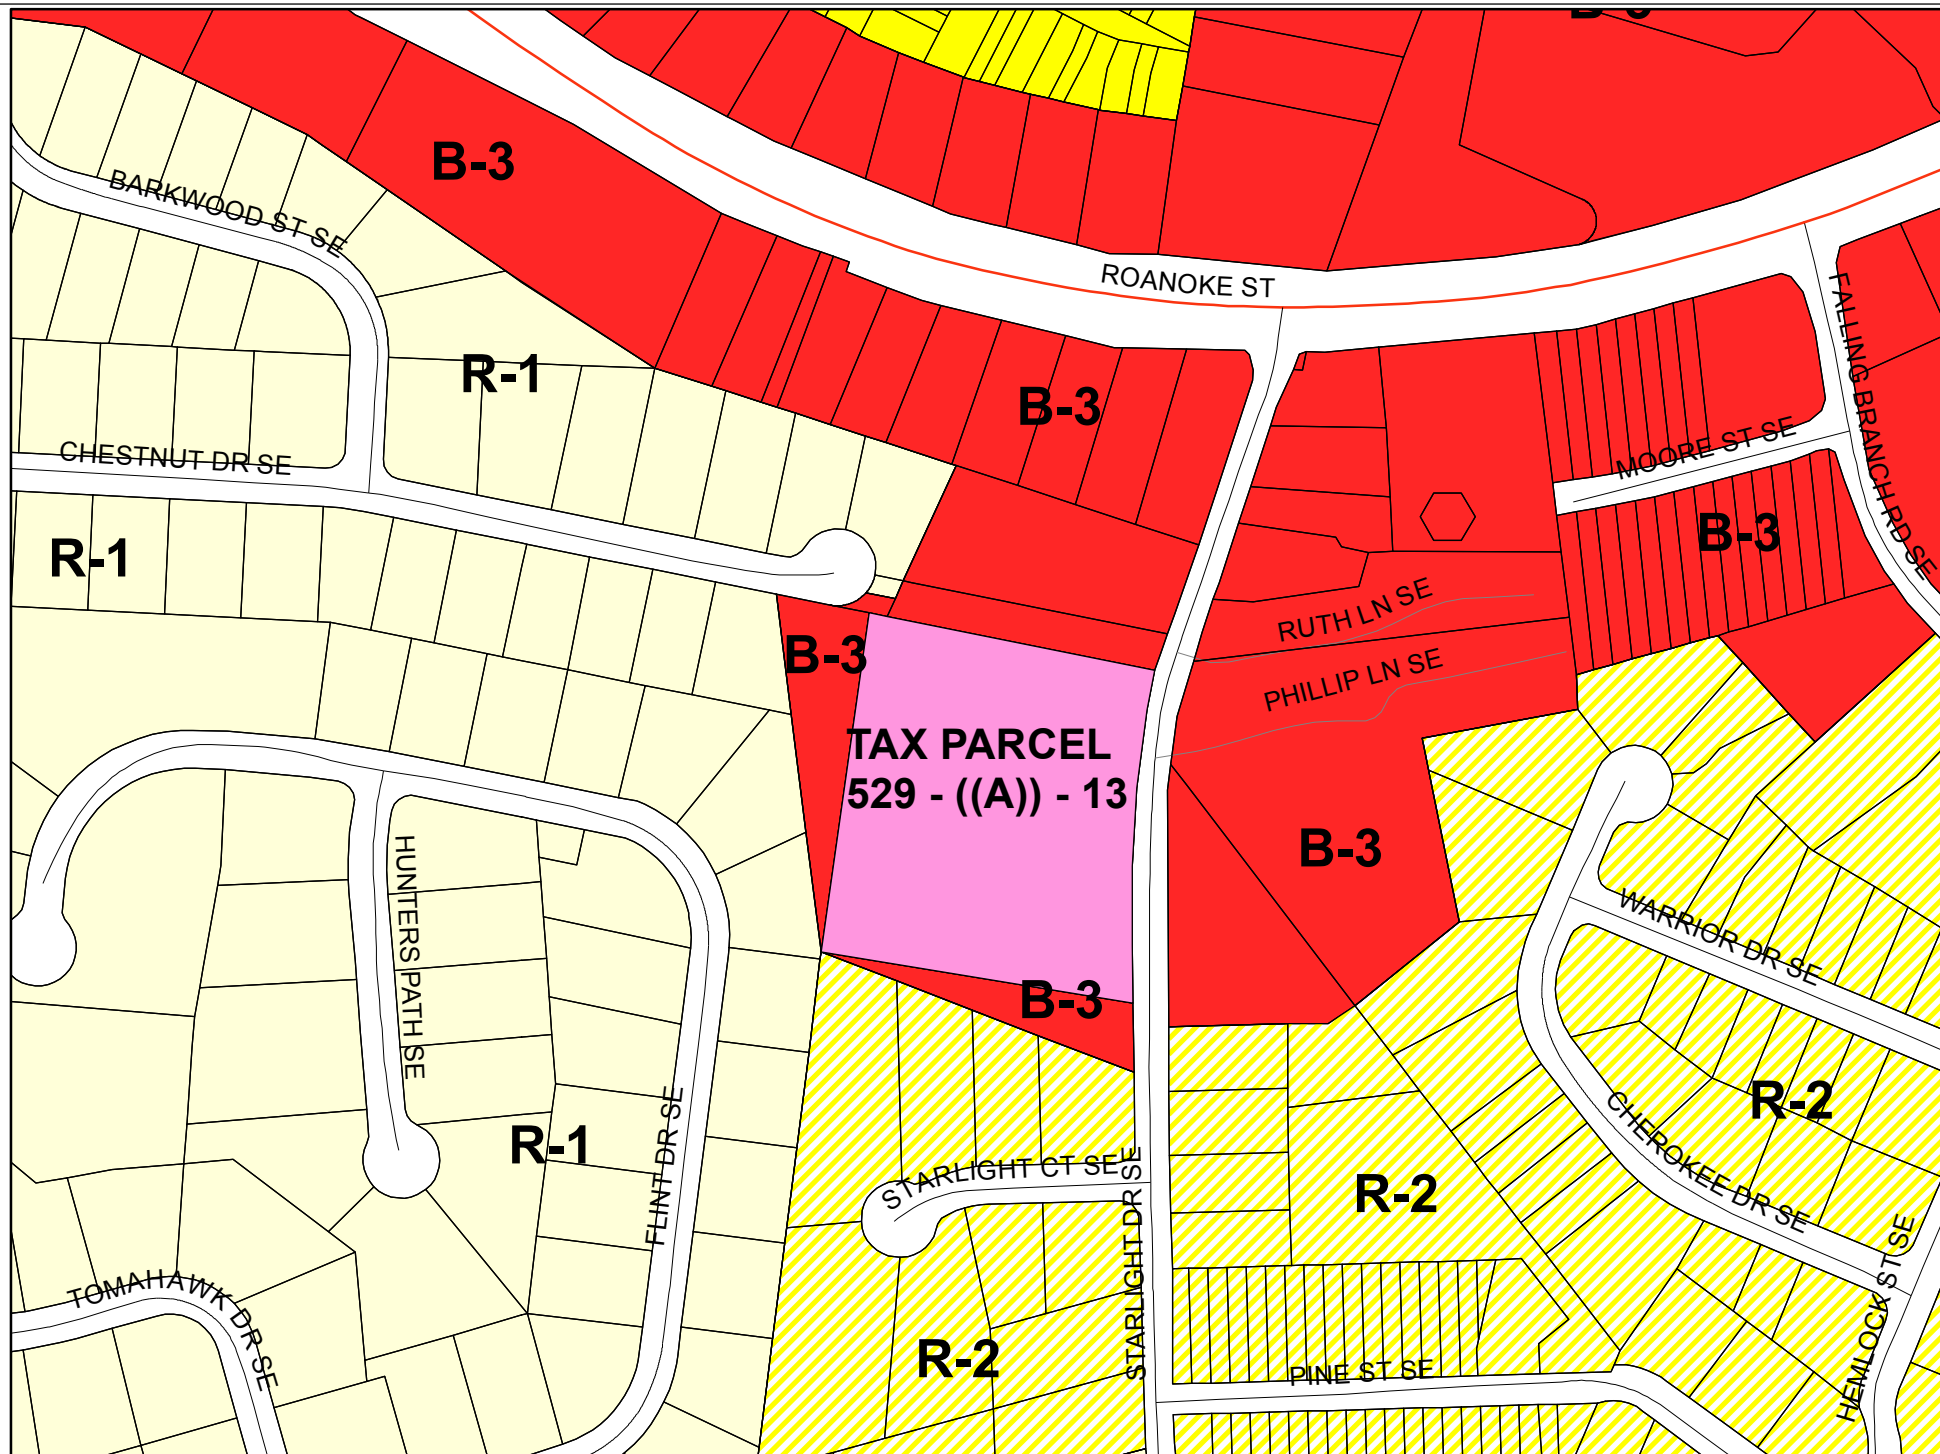 B-3
BARKWOOD ST SE
B-3
ROANOKE ST
FALLING BRANCH RD SE
R-1
B-3
CHESTNUT DR SE
MOORE ST SE
R-1
B-3
RUTH LN SE
B-3
PHILLIP LN SE
TAX PARCEL
529 - ((A)) - 13
HUNTERS PATH SE
B-3
WARRIOR DR SE
B-3
R-2
CHEROKEE DR SE
R-1
FLINT DR SE
STARLIGHT CT SE
STARLIGHT DR SE
R-2
HEMLOCK ST SE
TOMAHAWK DR SE
R-2
PINE ST SE